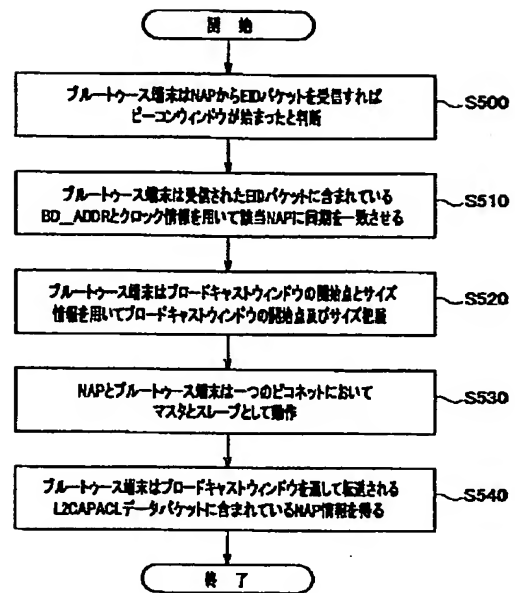 開 始
ブルートゥース端末はNAPからEIDパケットを受信すれば
ビーコンウィンドウが始まったと判断
S500
ブルートゥース端末は受信されたEIDパケットに含まれている
BD__ADDRとクロック情報を用いて該当NAPに同期を一致させる
S510
ブルートゥース端末はブロードキャストウィンドウの開始点とサイズ
情報を用いてブロードキャストウィンドウの開始点及びサイズ把握
S520
NAPとブルートゥース端末は一つのピコネットにおいて
マスタとスレーブとして動作
S530
ブルートゥース端末はブロードキャストウィンドウを通して転送される
L2CAPACLデータパケットに含まれているNAP情報を得る
S540
終 了